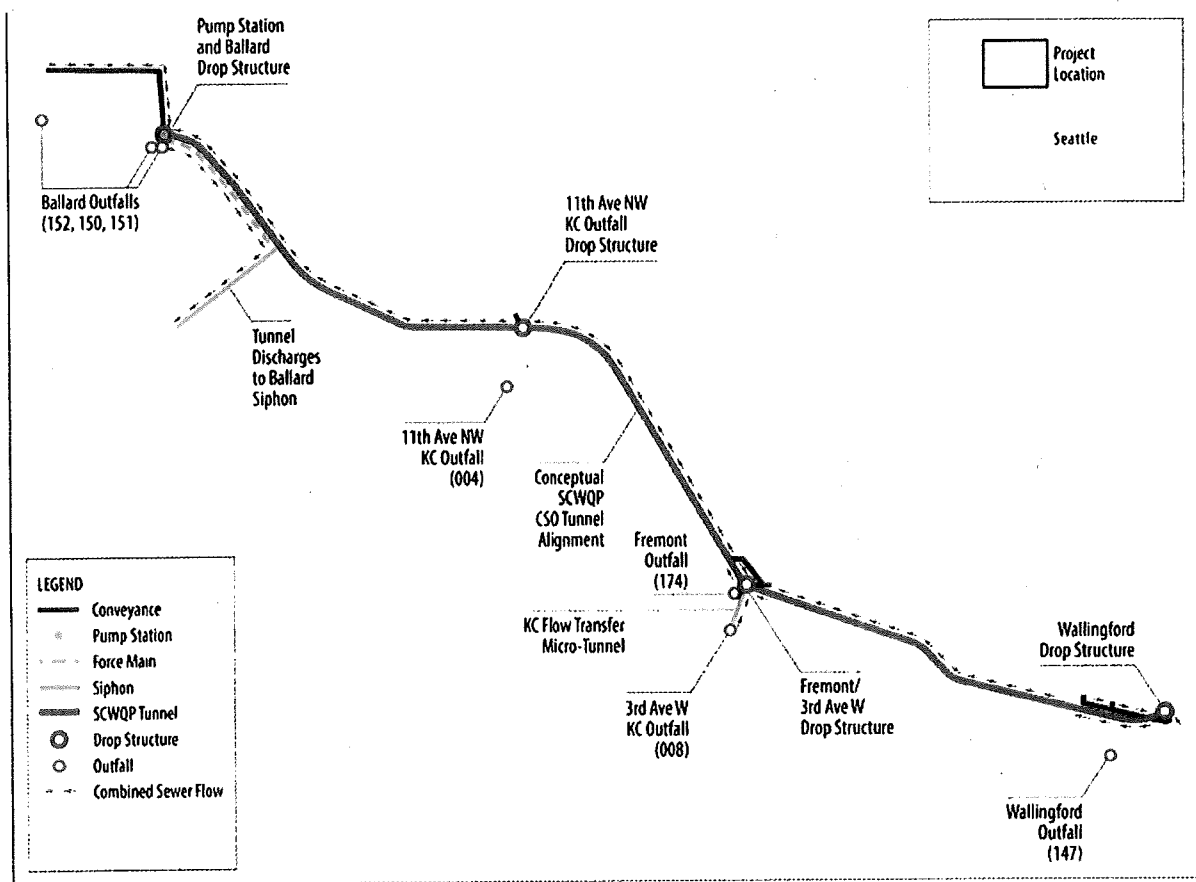 Pump Station
and Ballard
Drop Structure
Project
Location
Seattle
Ballard Outfalls
(152, 150, 151)
11th Ave NW
KC Outfall
Drop Structure
Tunnel
Discharges
to Ballard
Siphon
11th Ave NW
KC Outfall
(004)
Conceptual
SCWQP
CSO Tunnel
Alignment
Fremont
Outfall
(174)
KC Flow Transfer
Micro-Tunnel
Wallingford
Drop Structure
3rd Ave W
KC Outfall
(008)
Fremont/
3rd Ave W
Drop Structure
Wallingford
Outfall
(147)
LEGEND
Conveyance
Pump Station
Force Main
Siphon
SCWQP Tunnel
Drop Structure
Outfall
Combined Sewer Flow